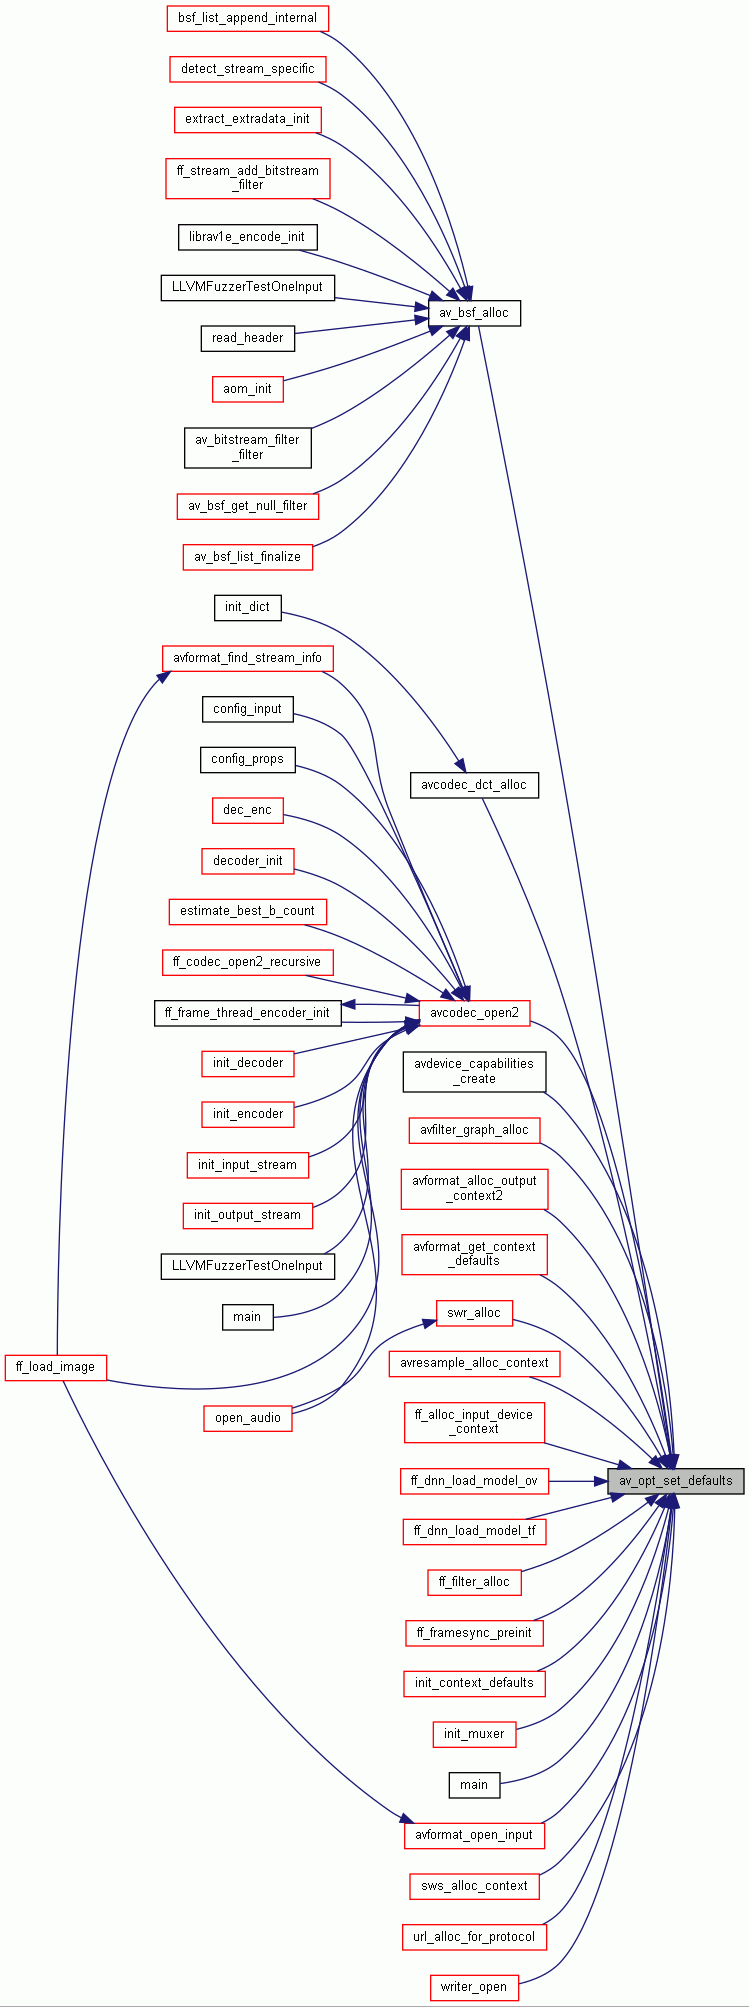 bsf_list_append_internal
detect_stream_specific
extract_extradata_init
ff_stream_add_bitstream
_filter
librav1e_encode_init
LLVMFuzzerTestOneInput
av_bsf_alloc
read_header
aom_init
av_bitstream_filter
_filter
av_bsf_get_null_filter
av_bsf_list_finalize
init_dict
avformat_find_stream_info
config_input
config_props
avcodec_dct_alloc
dec_enc
decoder_init
estimate_best_b_count
ff_codec_open2_recursive
ff_frame_thread_encoder_init
avcodec_open2
init_decoder
avdevice_capabilities
_create
init_encoder
avfilter_graph_alloc
init_input_stream
avformat_alloc_output
_context2
init_output_stream
avformat_get_context
_defaults
LLVMFuzzerTestOneInput
main
swr_alloc
ff_load_image
avresample_alloc_context
open_audio
ff_alloc_input_device
_context
ff_dnn_load_model_ov
av_opt_set_defaults
ff_dnn_load_model_tf
ff_filter_alloc
ff_framesync_preinit
init_context_defaults
init_muxer
main
avformat_open_input
sws_alloc_context
url_alloc_for_protocol
writer_open